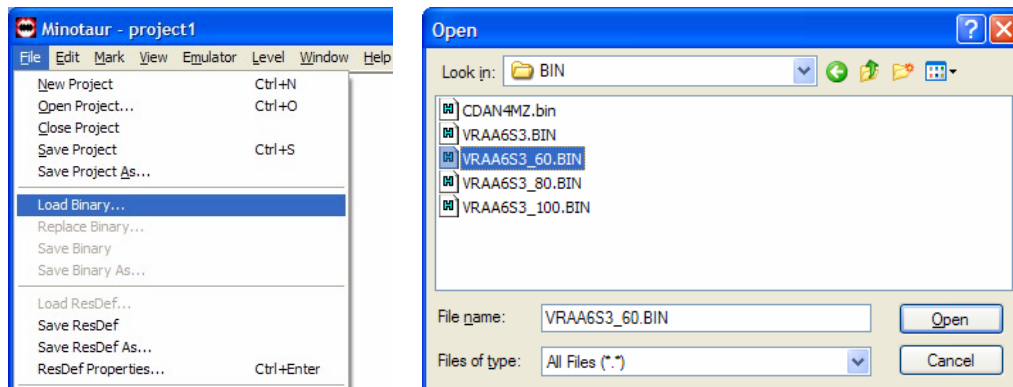 Minotaur - project1
File Edit Mark View Emulator Level Window Help
New Project Ctrl+N
Open Project... Ctrl+O
Close Project
Save Project Ctrl+S
Save Project As...
Load Binary...
Replace Binary...
Save Binary
Save Binary As...
Load ResDef...
Save ResDef
Save ResDef As...
ResDef Properties... Ctrl+Enter
Open
Look in: BIN
CDAN4MZ.bin
VRAA6S3.BIN
VRAA6S3_60.BIN
VRAA6S3_80.BIN
VRAA6S3_100.BIN
File name: VRAA6S3_60.BIN Open
Files of type: All Files (*.*) Cancel